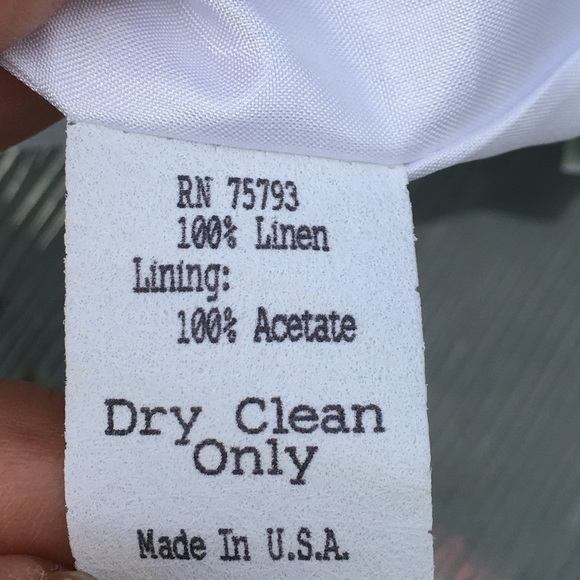 RN 75793
100% Linen
Lining:
100% Acetate
Dry Clean
Only
Made In U.S.A.